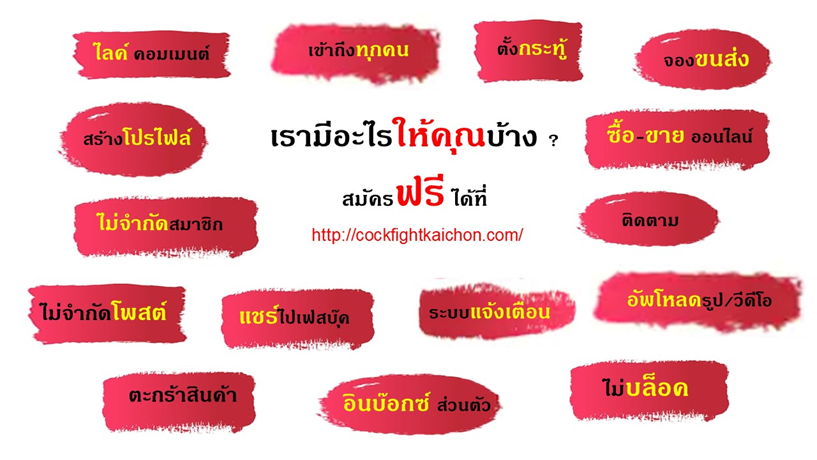 ไลค์ คอมเมนต์
เข้าถึงทุกคน
ตั้งกระทู้
จองขนส่ง
สร้างโปรไฟล์
เรามีอะไรให้คุณบ้าง ?
ซื้อ-ขาย ออนไลน์
สมัครฟรี ได้ที่
http://cockfightkaichon.com/
ไม่จำกัดสมาชิก
ติดตาม
ไม่จำกัดโพสต์
แชร์ไปเฟสบุ๊ค
ระบบแจ้งเตือน
อัพโหลดรูป/วีดีโอ
ตะกร้าสินค้า
อินบ๊อกซ์ ส่วนตัว
ไม่บล็อค